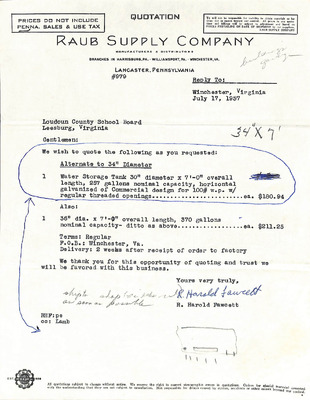 QUOTATION
PRICES DO NOT INCLUDE
PENNA. SALES & USE TAX
RAUB SUPPLY COMPANY
MANUFACTURERS & DISTRIBUTORS
BRANCHES IN HARRISBURG, PA. - WILLIAMSPORT, PA. WINCHESTER, VA.
LANCASTER, PENNSYLVANIA
#979
Reply To:
Winchester, Virginia
July 17, 1957
Loudoun County School Board
Leesburg, Virginia
34" X 7'
Gentlemen:
We wish to quote the following as you requested:
Alternate to 34" Diameter
1 Water Storage Tank 30" diameter x 7'-0" overall
length, 257 gallons nominal capacity, horizontal
galvanized of Commercial design for 100# w.p. w/
regular threaded openings...ea. $180.94
Also:
1 36" dia. x 7'-0" overall length, 370 gallons
nominal capacity- ditto as above...ea. $211.25
Terms: Regular
F.O.B.: Winchester, Va.
Delivery: 2 weeks after receipt of order to factory
We thank you for this opportunity of quoting and trust we
will be favored with this business.
Yours very truly,
R Harold Fawcett
R. Harold Fawcett
as soon as possible
RHF:ps
cc: Lanb